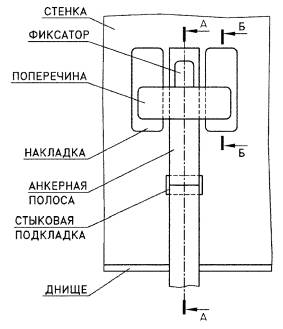 СТЕНКА
ФИКСАТОР
ПОПЕРЕЧИНА
НАКЛАДКА
АНКЕРНАЯ
ПОЛОСА
СТЫКОВАЯ
ПОДКЛАДКА
ДНИЩЕ
А
Б
Б
А